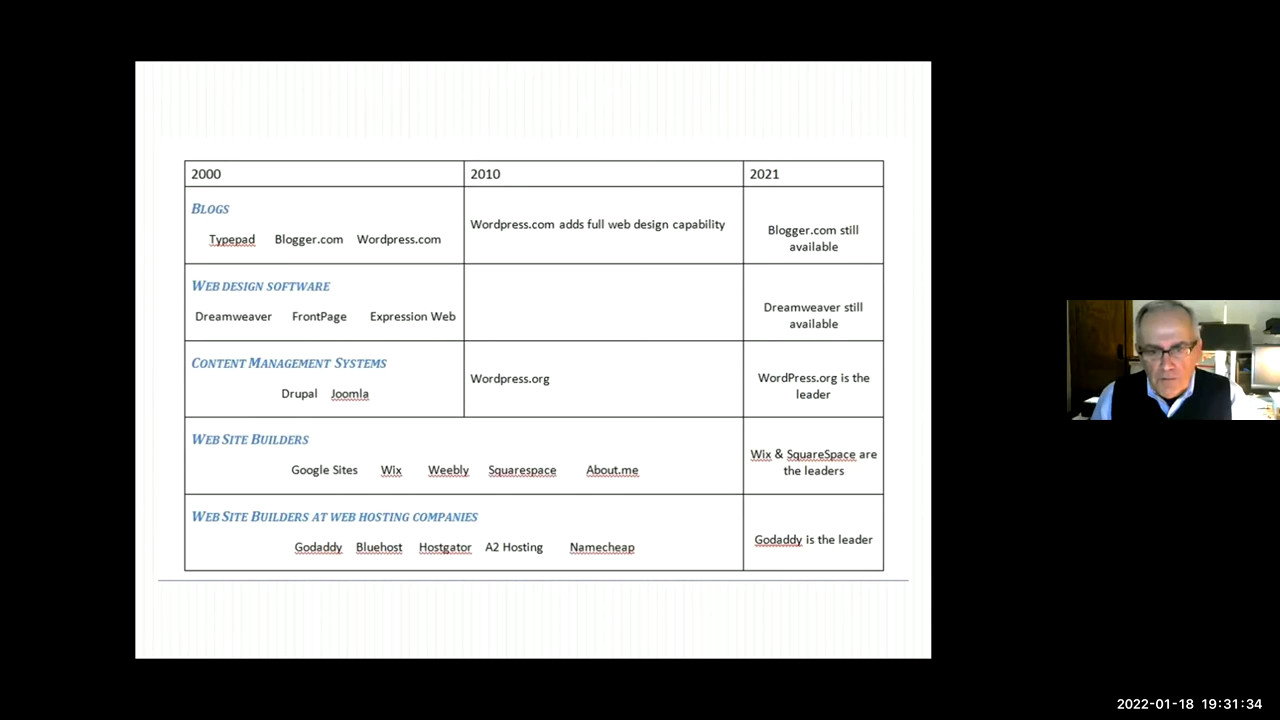 2000 2010 2021
BLOGS
Wordpress.com adds full web design capability
Typepad Blogger.com Wordpress.com
Blogger.com still
available
WEB DESIGN SOFTWARE
Dreamweaver FrontPage Expression Web
Dreamweaver still
available
CONTENT MANAGEMENT SYSTEMS
Drupal Joomla
Wordpress.org
WordPress.org is the
leader
WEB SITE BUILDERS
Google Sites Wix Weebly Squarespace About.me
Wix & SquareSpace are
the leaders
WEB SITE BUILDERS AT WEB HOSTING COMPANIES
Godaddy Bluehost Hostgator A2 Hosting Namecheap
Godaddy is the leader
2022-01-18 19:31:34